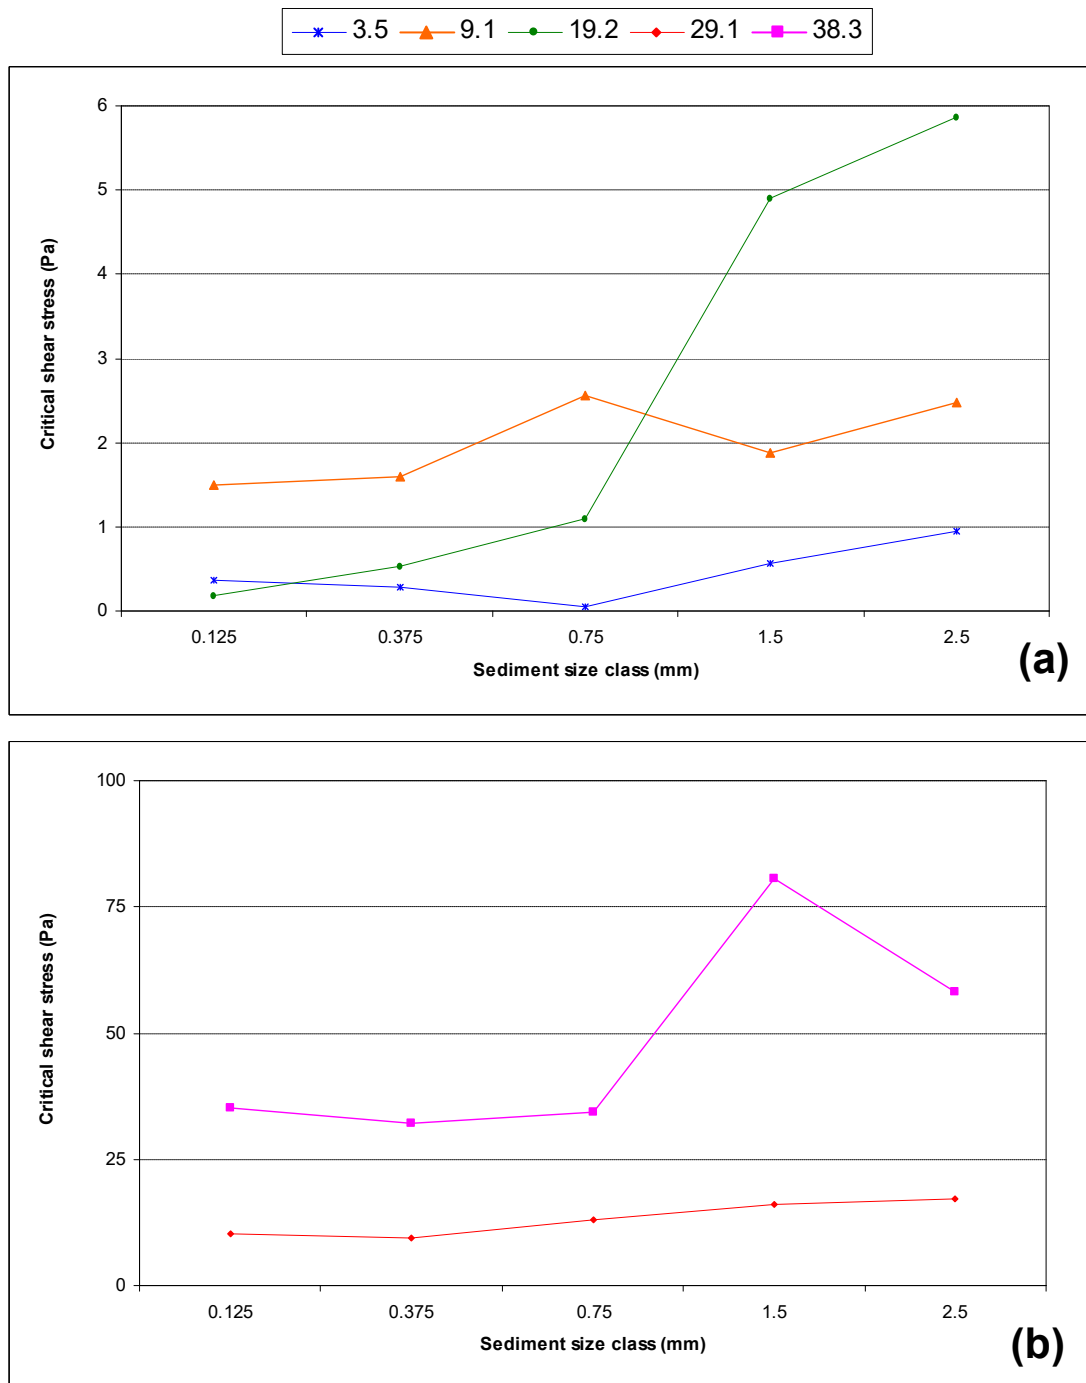 3.5 9.1 19.2 29.1 38.3
6
5
4
3
2
1
0
Critical shear stress (Pa)
0.125 0.375 0.75 1.5 2.5
Sediment size class (mm)
(a)
100
75
50
25
0
Critical shear stress (Pa)
0.125 0.375 0.75 1.5 2.5
Sediment size class (mm)
(b)